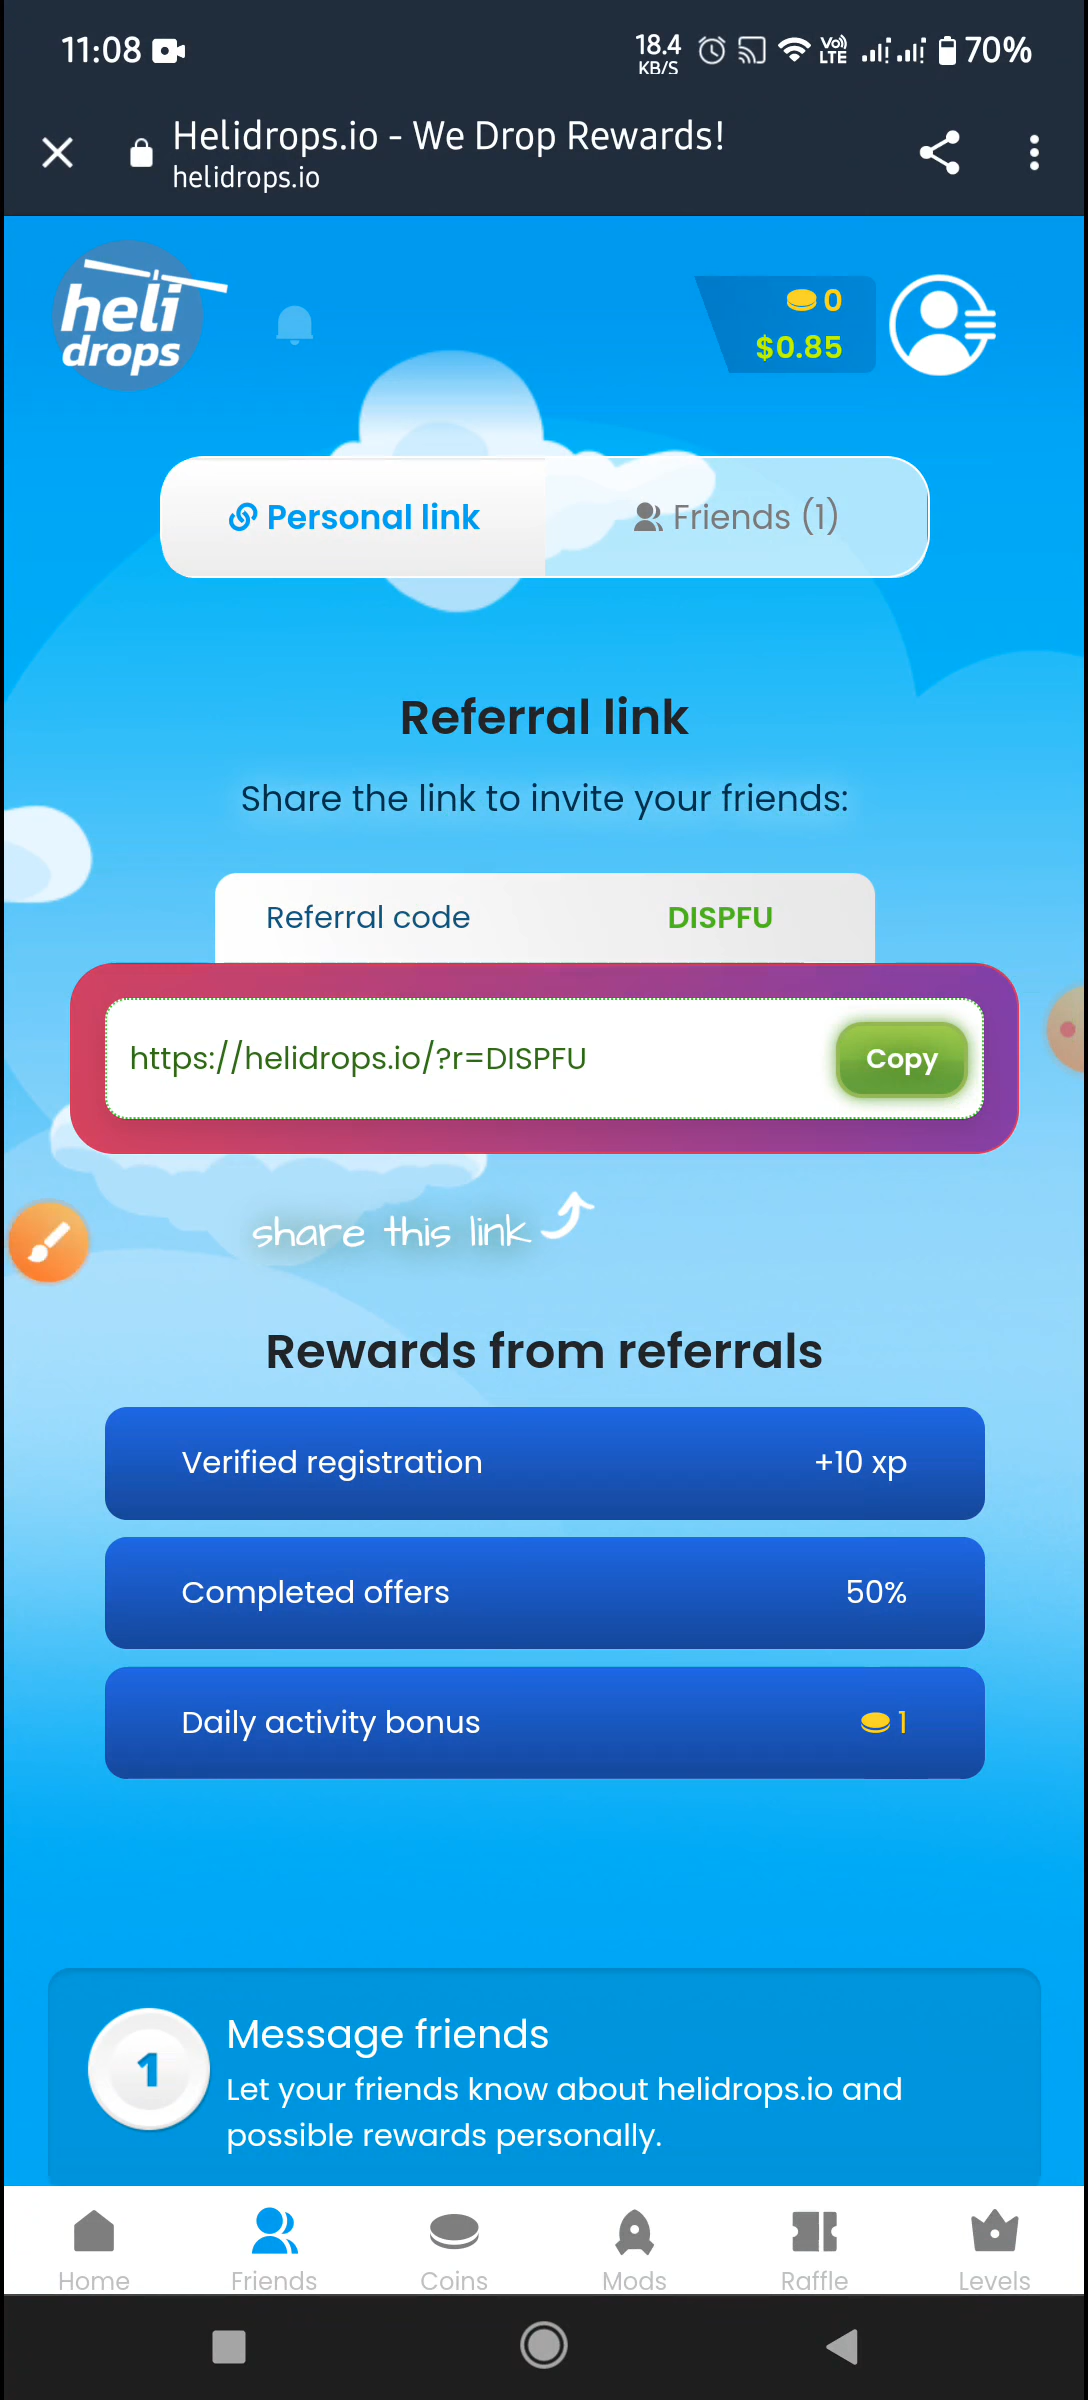 11:08
18.4
KB/S
Vo)
LTE
70%
Helidrops.io - We Drop Rewards!
helidrops.io
heli
drops
0
$0.85
Personal link
Friends (1)
Referral link
Share the link to invite your friends:
Referral code
DISPFU
https://helidrops.io/?r=DISPFU
Copy
share this link
Rewards from referrals
Verified registration
+10 xp
Completed offers
50%
Daily activity bonus
1
1
Message friends
Let your friends know about helidrops.io and
possible rewards personally.
Home
Friends
Coins
Mods
Raffle
Levels